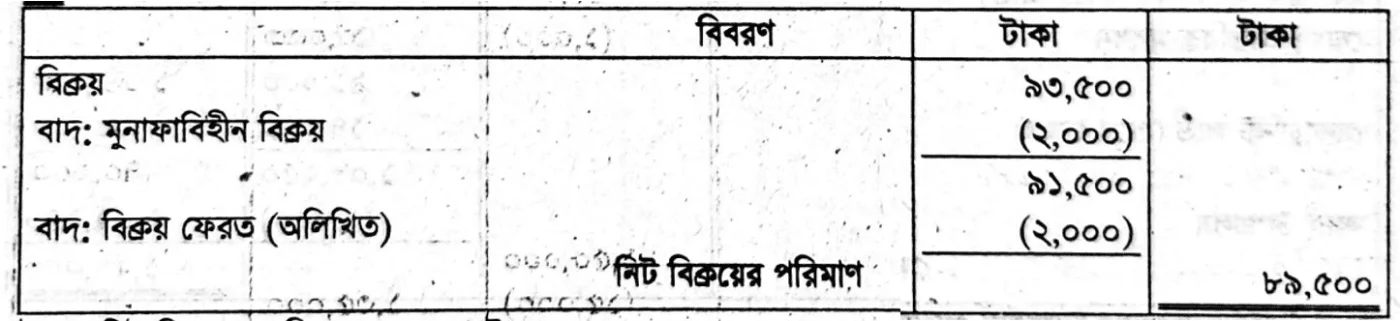 বিবরণ টাকা টাকা
বিক্রয় ৯৩,৫০০
বাদ: মুনাফাবিহীন বিক্রয় (২,০০০)
৯১,৫০০
বাদ: বিক্রয় ফেরত (অলিখিত) (২,০০০)
নিট বিক্রয়ের পরিমাণ ৮৯,৫০০